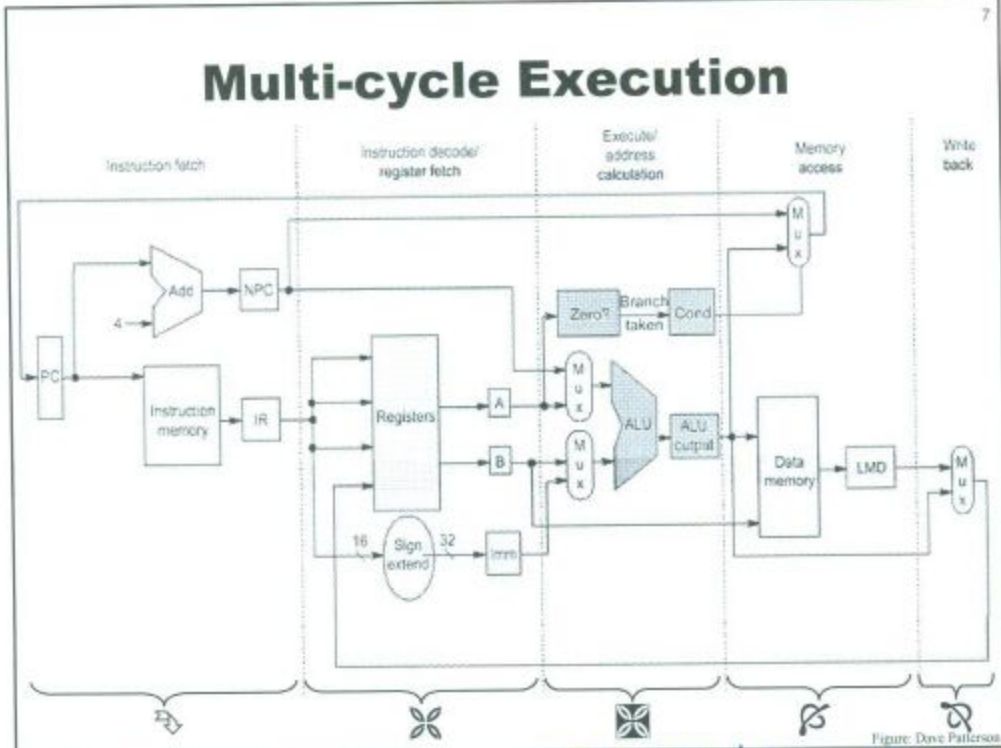 7
Multi-cycle Execution
Instruction fetch
Instruction decode/
register fetch
Execute/
address
calculation
Memory
access
Write
back
Add
NPC
4
PC
Instruction
memory
IR
Registers
A
B
16
Sign
extend
32
Imm
Zero?
Branch
taken
Cond
M
u
x
M
u
x
ALU
ALU
output
M
u
x
Data
memory
LMD
M
u
x
Figure: Dave Patterson